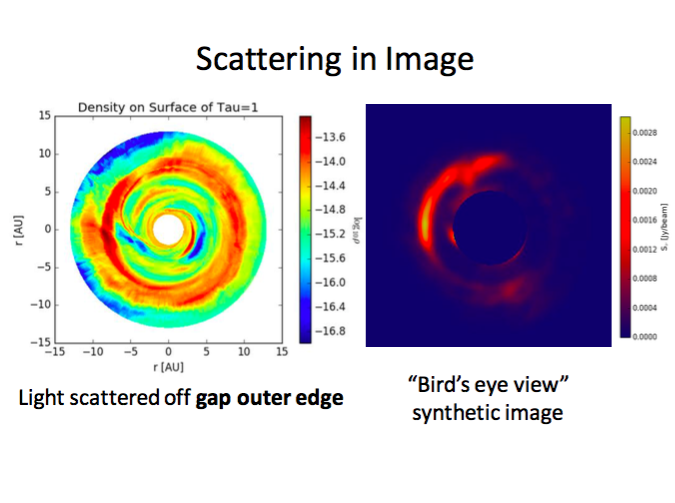 Scattering in Image
Density on Surface of Tau=1
15
10
5
0
−5
−10
−15
r [AU]
−15 −10 −5 0 5 10 15
r [AU]
−13.6
−14.0
−14.4
−14.8
−15.2
−15.6
−16.0
−16.4
−16.8
0.0028
0.0024
0.0020
0.0016
0.0012
0.0008
0.0004
0.0000
S, [Jy/beam]
Light scattered off gap outer edge
“Bird’s eye view”
synthetic image